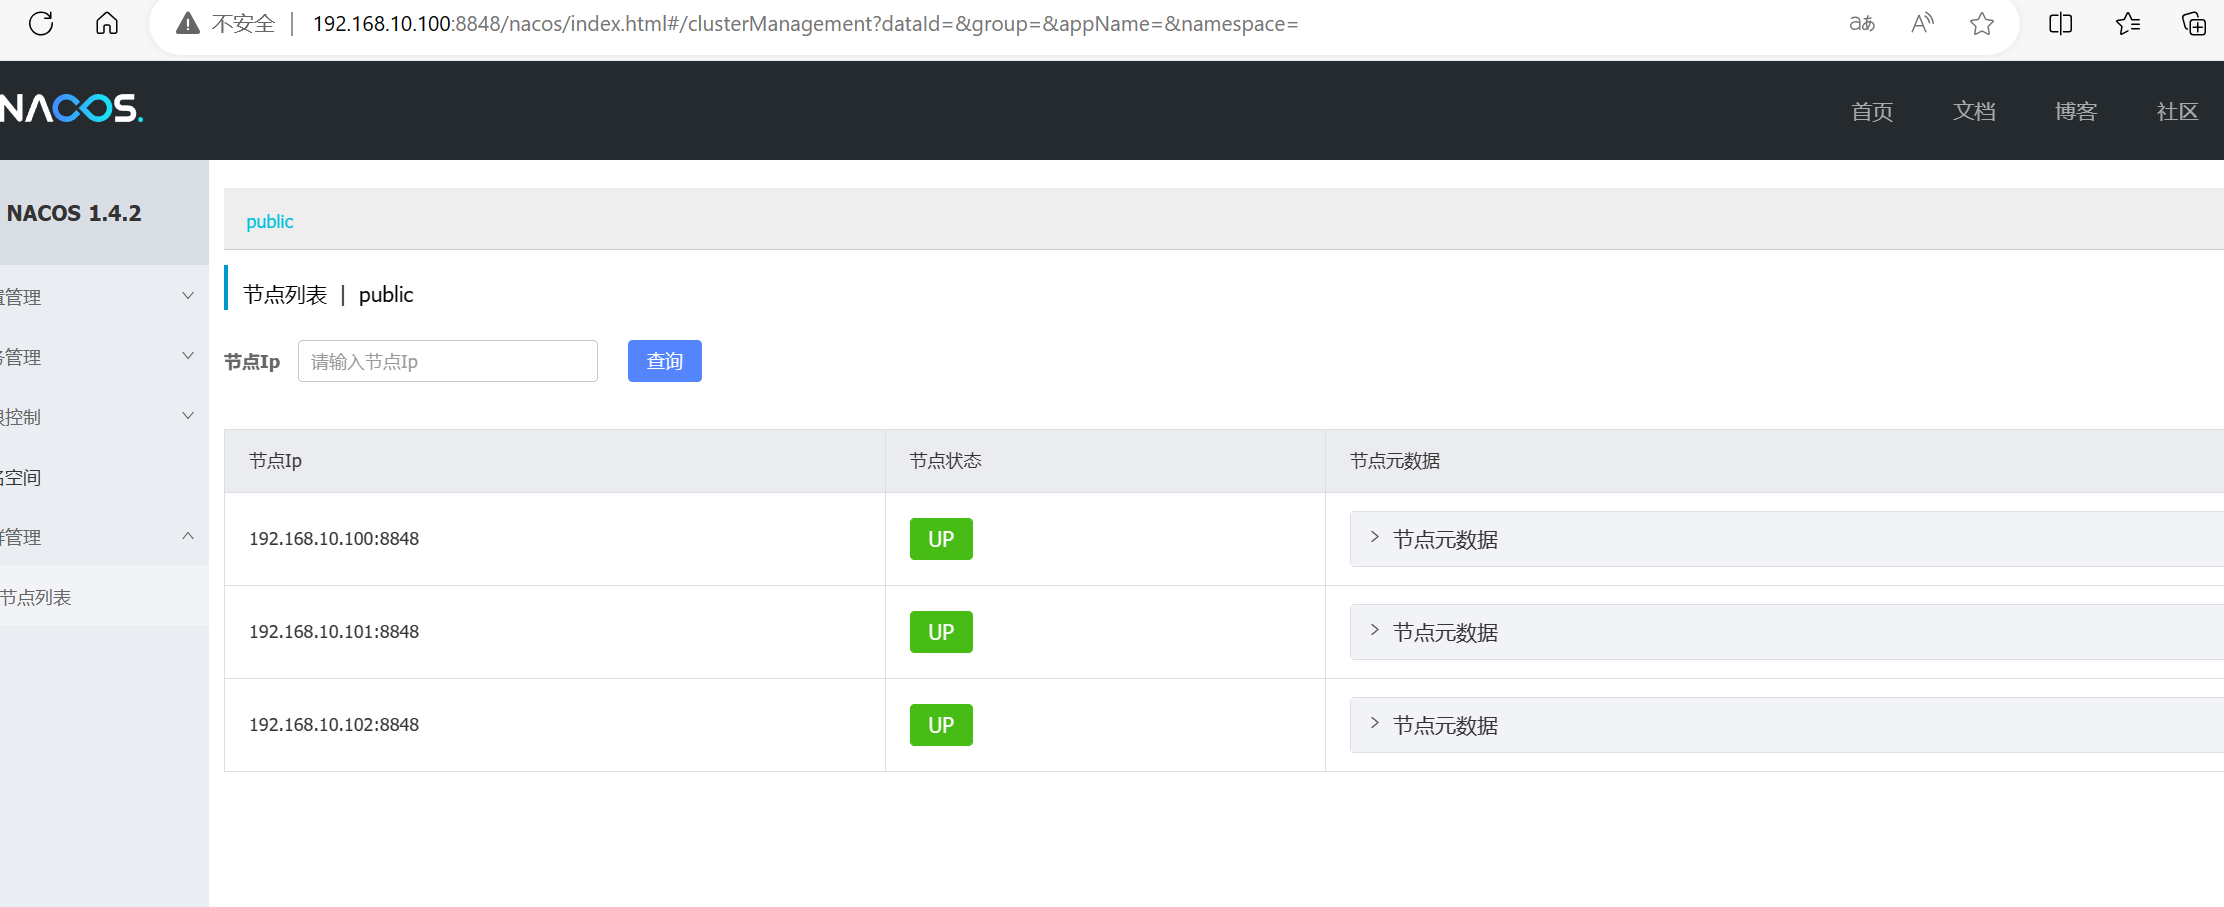 不安全 192.168.10.100:8848/nacos/index.html#/clusterManagement?dataId=&group=&appName=&namespace=
NACOS.
首页 文档 博客 社区
NACOS 1.4.2
管理
管理
控制
空间
管理
节点列表
public
节点列表 | public
节点Ip 请输入节点Ip 查询
节点Ip 节点状态 节点元数据
192.168.10.100:8848 UP 节点元数据
192.168.10.101:8848 UP 节点元数据
192.168.10.102:8848 UP 节点元数据